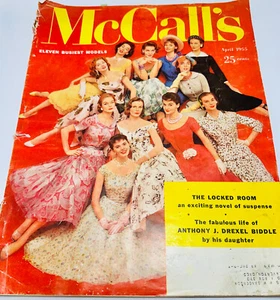 McCall's
ELEVEN BUSIEST MODELS
April 1955
25 cents
THE LOCKED ROOM
an exciting novel of suspense
The fabulous life of
ANTHONY J. DREXEL BIDDLE
by his daughter